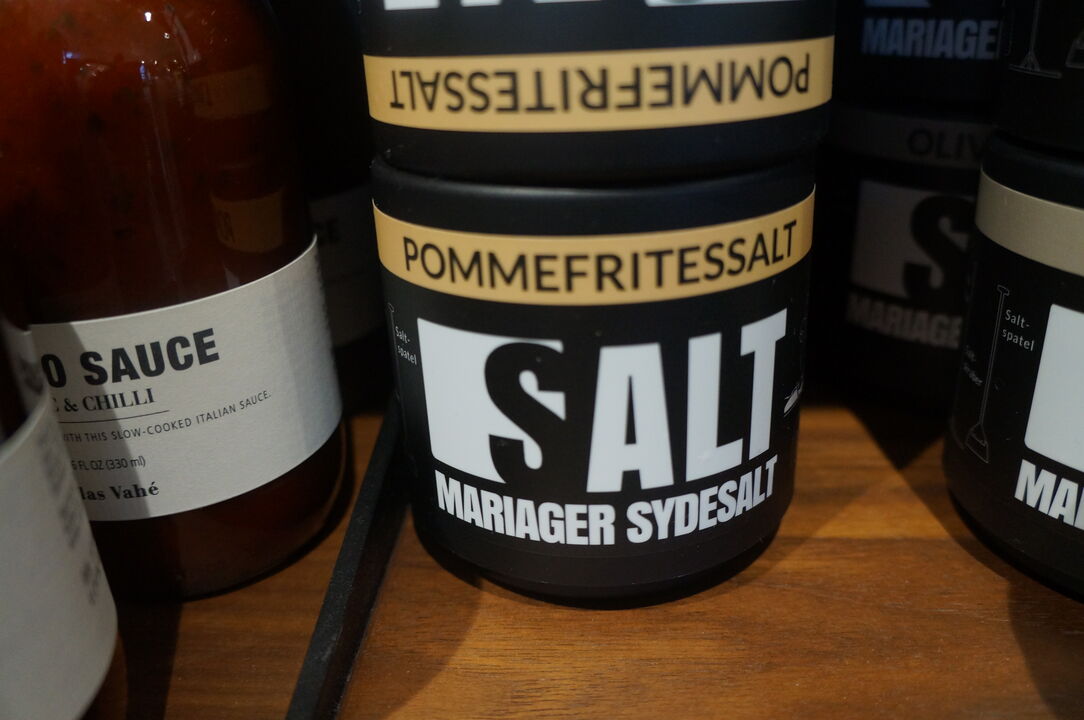 POMMEFRITESSALT
POMMEFRITESSALT
SALT
MARIAGER SYDESALT
Salt-
spatel
O SAUCE
& CHILLI
WITH THIS SLOW-COOKED ITALIAN SAUCE.
FL OZ (330 ml)
las Vahé
MARIAGE
OLIV
S
MARIAGE
Salt-
spatel
MA